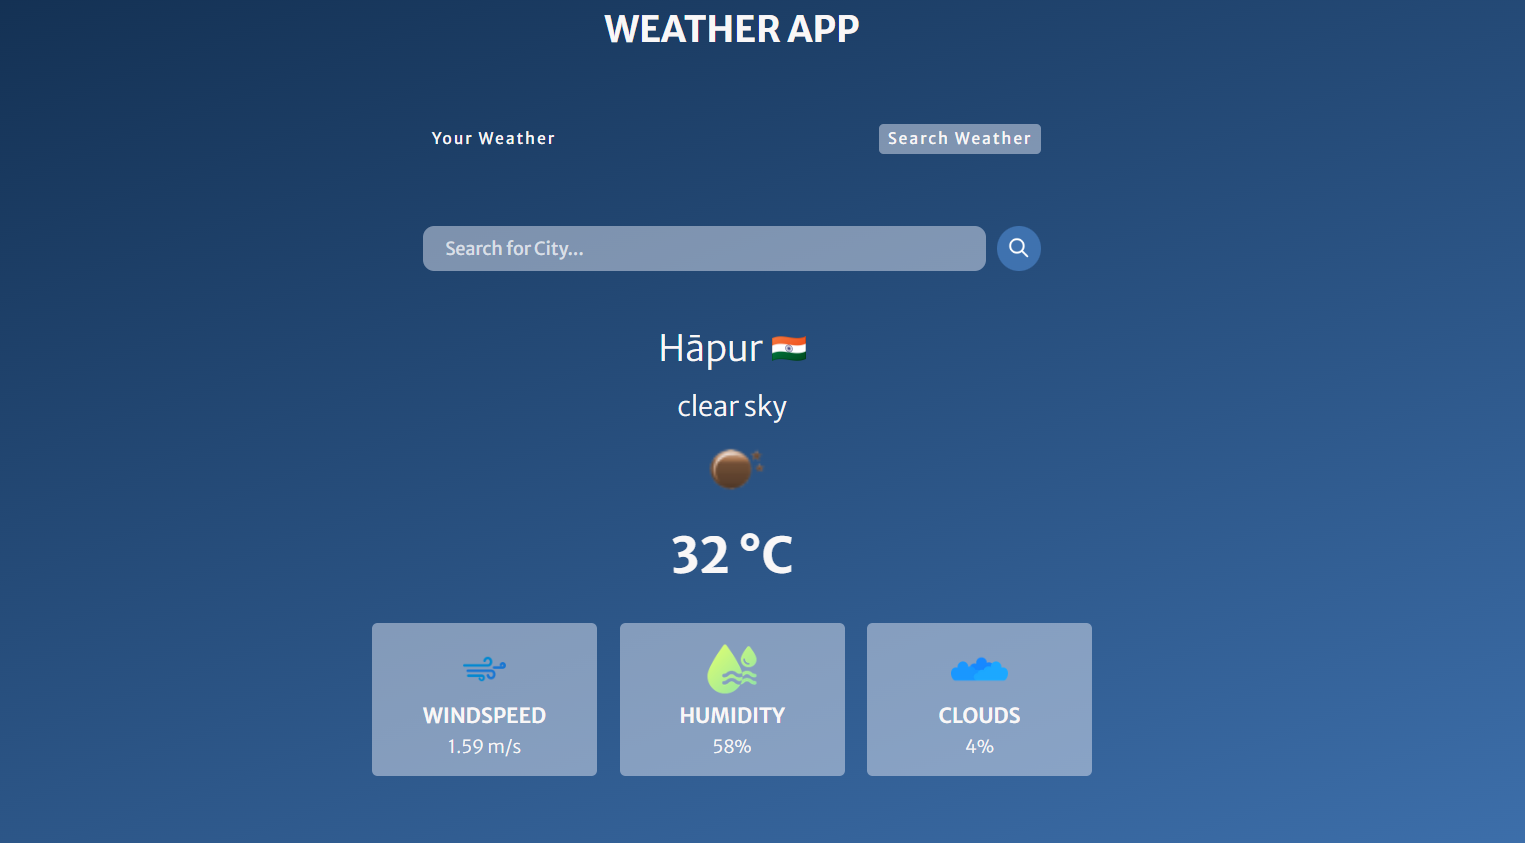 WEATHER APP
Your Weather
Search Weather
Search for City...
Hāpur
clear sky
32 °C
WINDSPEED
1.59 m/s
HUMIDITY
58%
CLOUDS
4%